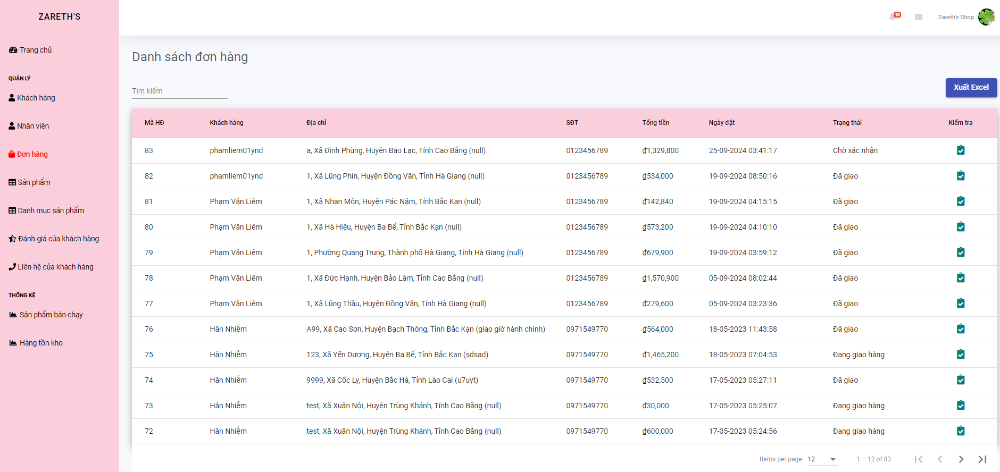 ZARETH'S
10
Zareth's Shop
Trang chủ
QUẢN LÝ
Khách hàng
Nhân viên
Đơn hàng
Sản phẩm
Danh mục sản phẩm
Đánh giá của khách hàng
Liên hệ của khách hàng
THỐNG KÊ
Sản phẩm bán chạy
Hàng tồn kho
Danh sách đơn hàng
Tìm kiếm
Xuất Excel
Mã HĐ Khách hàng Địa chỉ SĐT Tổng tiền Ngày đặt Trạng thái Kiểm tra
83 phamliem01ynd a, Xã Đình Phùng, Huyện Bảo Lạc, Tỉnh Cao Bằng (null) 0123456789 ₫1,329,800 25-09-2024 03:41:17 Chờ xác nhận
82 phamliem01ynd 1, Xã Lũng Phìn, Huyện Đồng Văn, Tỉnh Hà Giang (null) 0123456789 ₫534,000 19-09-2024 08:50:16 Đã giao
81 Phạm Văn Liêm 1, Xã Nhạn Môn, Huyện Pác Nặm, Tỉnh Bắc Kạn (null) 0123456789 ₫142,840 19-09-2024 04:15:15 Đã giao
80 Phạm Văn Liêm 1, Xã Hà Hiệu, Huyện Ba Bể, Tỉnh Bắc Kạn (null) 0123456789 ₫573,200 19-09-2024 04:10:10 Đã giao
79 Phạm Văn Liêm 1, Phường Quang Trung, Thành phố Hà Giang, Tỉnh Hà Giang (null) 0123456789 ₫679,900 19-09-2024 03:59:12 Đã giao
78 Phạm Văn Liêm 1, Xã Đức Hạnh, Huyện Bảo Lâm, Tỉnh Cao Bằng (null) 0123456789 ₫1,570,900 05-09-2024 08:02:44 Đã giao
77 Phạm Văn Liêm 1, Xã Lũng Thầu, Huyện Đồng Văn, Tỉnh Hà Giang (null) 0123456789 ₫279,600 05-09-2024 03:23:36 Đã giao
76 Hân Nhiễm A99, Xã Cao Sơn, Huyện Bạch Thông, Tỉnh Bắc Kạn (giao giờ hành chính) 0971549770 ₫564,000 18-05-2023 11:43:58 Đã giao
75 Hân Nhiễm 123, Xã Yến Dương, Huyện Ba Bể, Tỉnh Bắc Kạn (sdsad) 0971549770 ₫1,465,200 18-05-2023 07:04:53 Đang giao hàng
74 Hân Nhiễm 9999, Xã Cốc Ly, Huyện Bắc Hà, Tỉnh Lào Cai (u7uyt) 0971549770 ₫532,500 17-05-2023 05:27:11 Đã giao
73 Hân Nhiễm test, Xã Xuân Nội, Huyện Trùng Khánh, Tỉnh Cao Bằng (null) 0971549770 ₫30,000 17-05-2023 05:25:07 Đang giao hàng
72 Hân Nhiễm test, Xã Xuân Nội, Huyện Trùng Khánh, Tỉnh Cao Bằng (null) 0971549770 ₫600,000 17-05-2023 05:24:56 Đang giao hàng
Items per page: 12 1 – 12 of 83